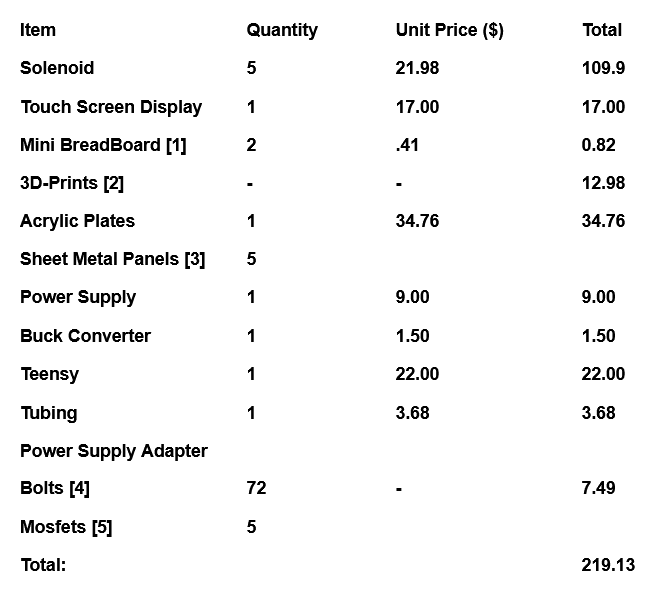 Item Quantity Unit Price ($) Total
Solenoid 5 21.98 109.9
Touch Screen Display 1 17.00 17.00
Mini BreadBoard [1] 2 .41 0.82
3D-Prints [2] - - 12.98
Acrylic Plates 1 34.76 34.76
Sheet Metal Panels [3] 5
Power Supply 1 9.00 9.00
Buck Converter 1 1.50 1.50
Teensy 1 22.00 22.00
Tubing 1 3.68 3.68
Power Supply Adapter
Bolts [4] 72 - 7.49
Mosfets [5] 5
Total: 219.13